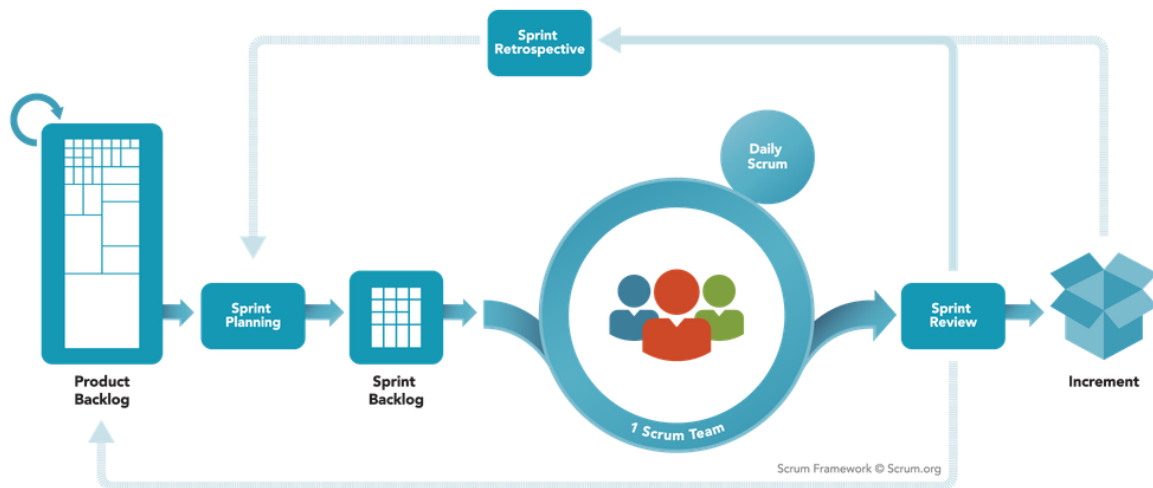 Sprint
Retrospective
Daily
Scrum
Sprint
Planning
Sprint
Review
Product
Backlog
Sprint
Backlog
Increment
1 Scrum Team
Scrum Framework © Scrum.org